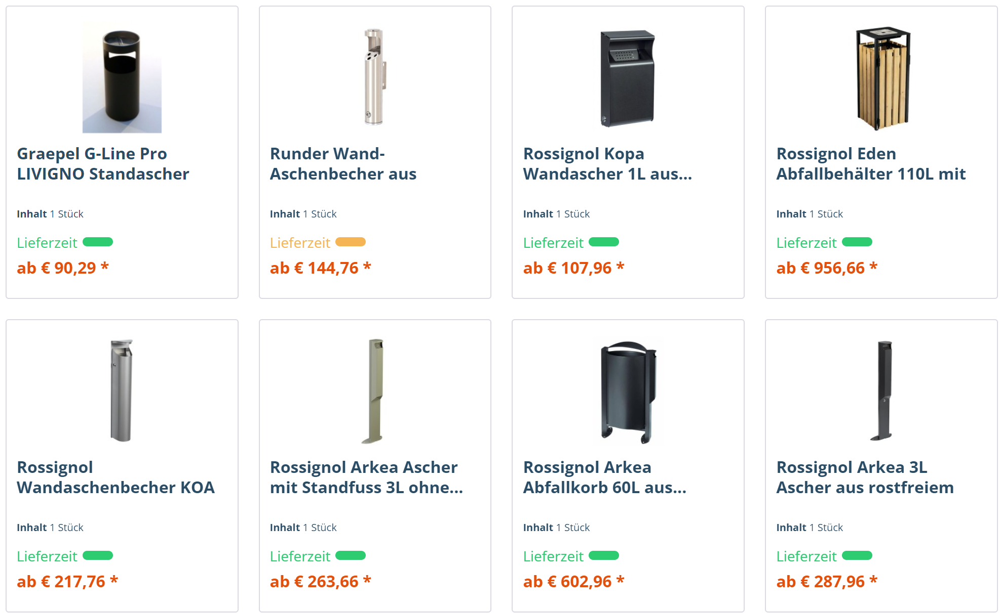 Graepel G-Line Pro
LIVIGNO Standascher
Inhalt 1 Stück
Lieferzeit
ab € 90,29 *
Runder Wand-
Aschenbecher aus
Inhalt 1 Stück
Lieferzeit
ab € 144,76 *
Rossignol Kopa
Wandascher 1L aus...
Inhalt 1 Stück
Lieferzeit
ab € 107,96 *
Rossignol Eden
Abfallbehälter 110L mit
Inhalt 1 Stück
Lieferzeit
ab € 956,66 *
Rossignol
Wandaschenbecher KOA
Inhalt 1 Stück
Lieferzeit
ab € 217,76 *
Rossignol Arkea Ascher
mit Standfuss 3L ohne...
Inhalt 1 Stück
Lieferzeit
ab € 263,66 *
Rossignol Arkea
Abfallkorb 60L aus...
Inhalt 1 Stück
Lieferzeit
ab € 602,96 *
Rossignol Arkea 3L
Ascher aus rostfreiem
Inhalt 1 Stück
Lieferzeit
ab € 287,96 *